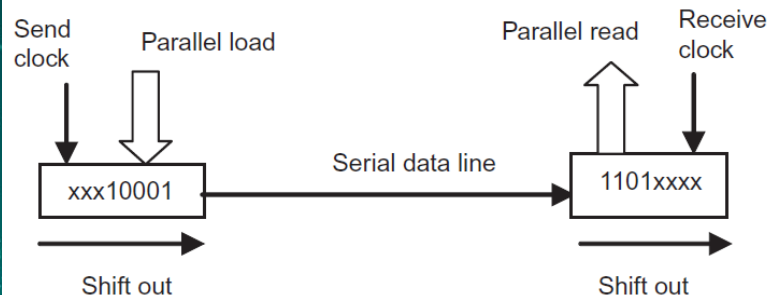 Send
clock
Parallel load
Parallel read
Receive
clock
xxx10001
Serial data line
1101xxxx
Shift out
Shift out